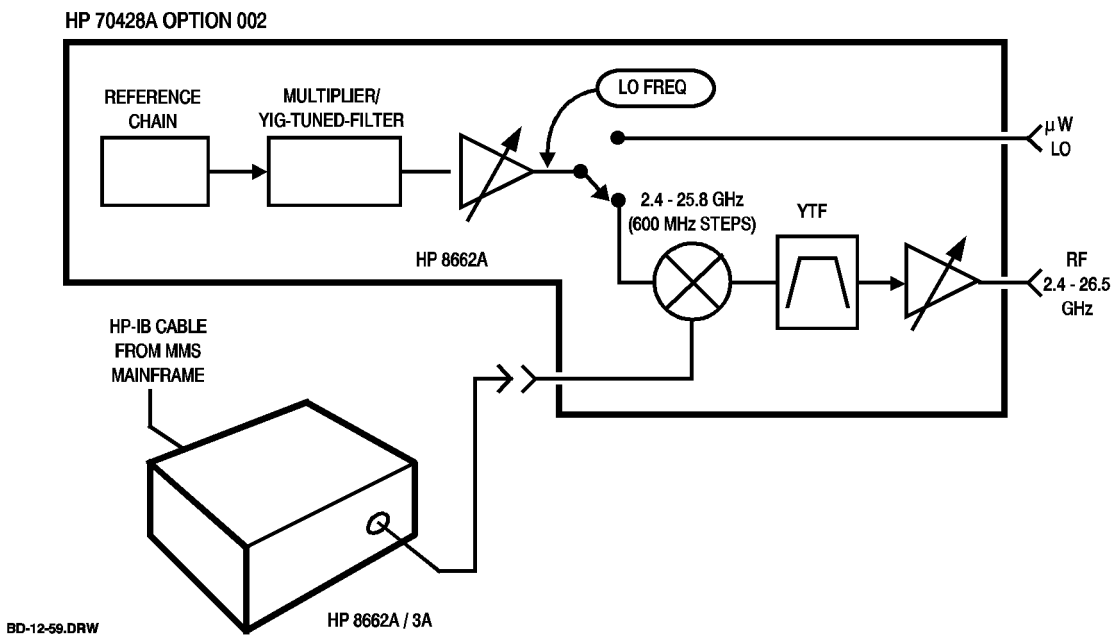 HP 70428A OPTION 002
REFERENCE
CHAIN
MULTIPLIER/
YIG-TUNED-FILTER
LO FREQ
µW
LO
2.4 - 25.8 GHz
(600 MHz STEPS)
YTF
HP 8662A
RF
2.4 - 26.5
GHz
HP-IB CABLE
FROM MMS
MAINFRAME
HP 8662A / 3A
BD-12-59.DRW